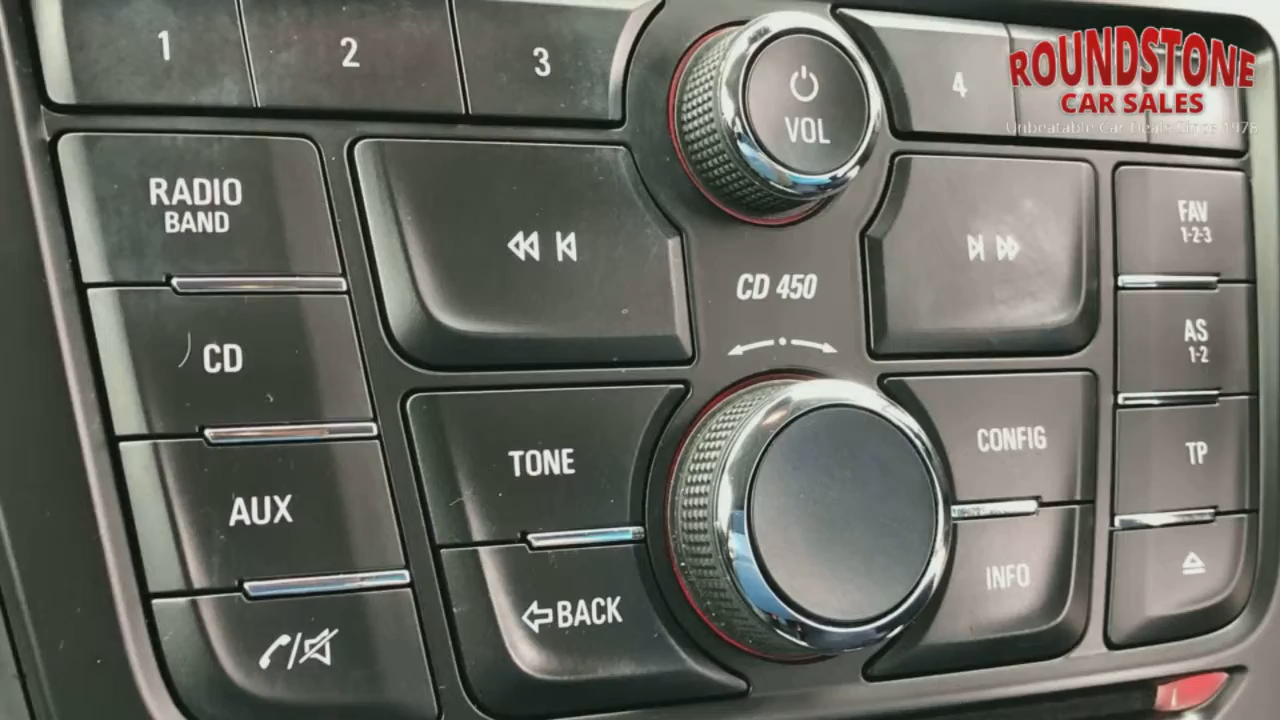 1
2
3
VOL
4
ROUNDSTONE
CAR SALES
Unbeatable Car Deals Since 1978
RADIO
BAND
FAV
1-2-3
CD 450
CD
AS
1-2
TONE
CONFIG
TP
AUX
INFO
BACK